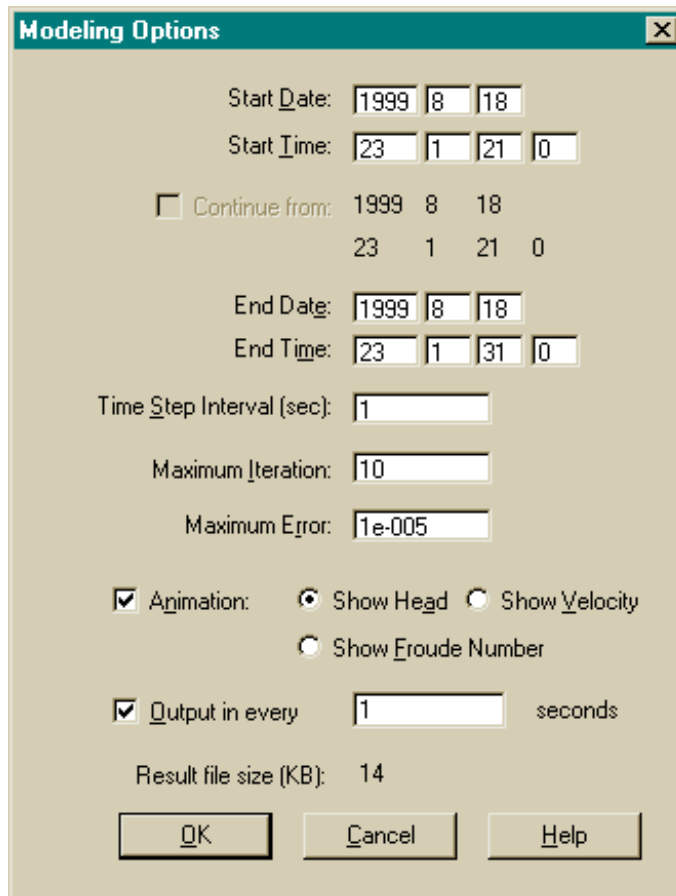 Modeling Options
Start Date: 1999 8 18
Start Time: 23 1 21 0
Continue from: 1999 8 18
23 1 21 0
End Date: 1999 8 18
End Time: 23 1 31 0
Time Step Interval (sec): 1
Maximum Iteration: 10
Maximum Error: 1e-005
Animation: Show Head Show Velocity
Show Froude Number
Output in every 1 seconds
Result file size (KB): 14
OK Cancel Help